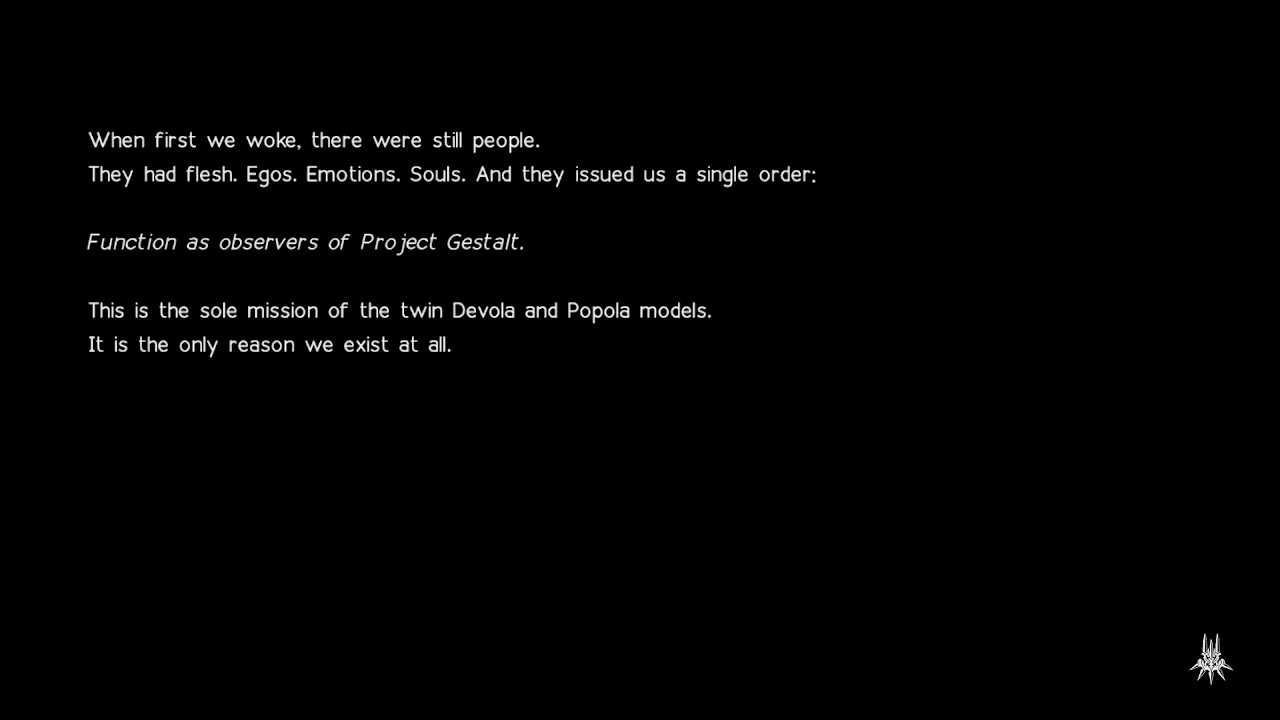 When first we woke, there were still people.
They had flesh. Egos. Emotions. Souls. And they issued us a single order:
Function as observers of Project Gestalt.
This is the sole mission of the twin Devola and Popola models.
It is the only reason we exist at all.